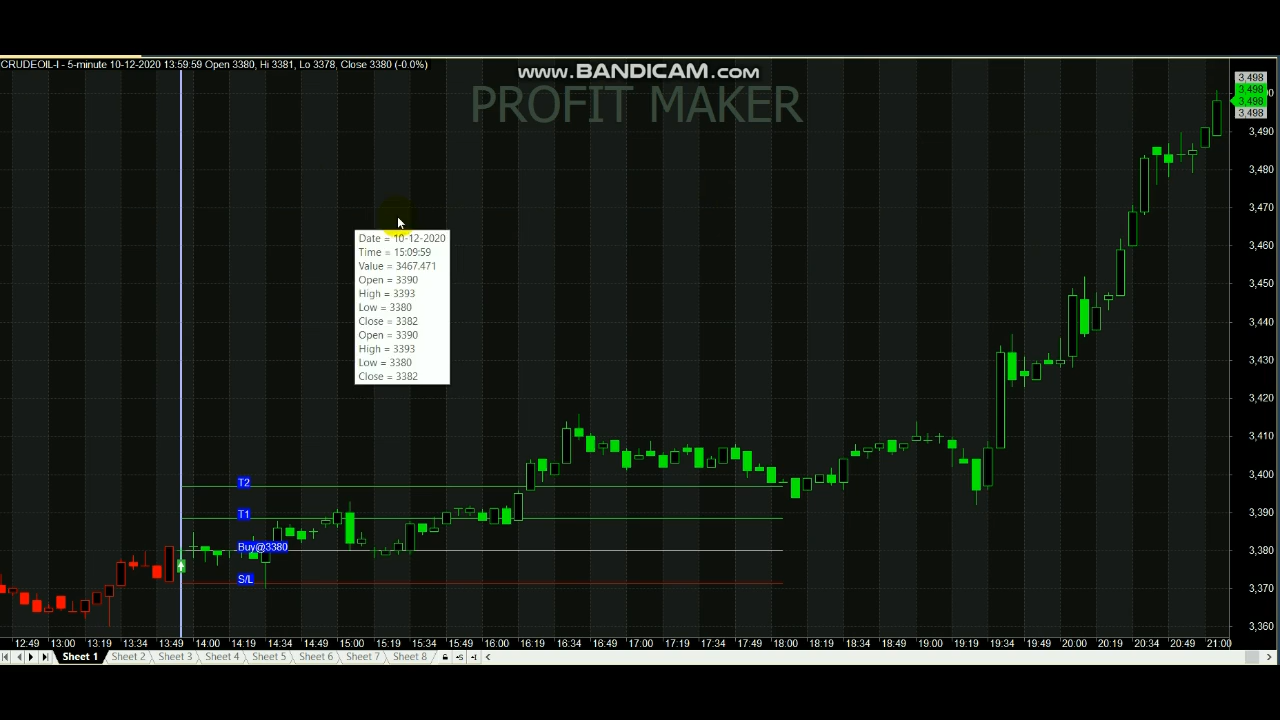 www.BANDICAM.com
CRUDEOIL-I - 5-minute 10-12-2020 13:59:59 Open 3380, Hi 3381, Lo 3378, Close 3380 (-0.0%)
PROFIT MAKER
3,498
3,498
3,498
3,498
3,490
3,480
3,470
3,460
3,450
3,440
3,430
3,420
3,410
3,400
3,390
3,380
3,370
3,360
Date = 10-12-2020
Time = 15:09:59
Value = 3467.471
Open = 3390
High = 3393
Low = 3380
Close = 3382
Open = 3390
High = 3393
Low = 3380
Close = 3382
T2
T1
Buy@3380
S/L
12:49 13:00 13:19 13:34 13:49 14:00 14:19 14:34 14:49 15:00 15:19 15:34 15:49 16:00 16:19 16:34 16:49 17:00 17:19 17:34 17:49 18:00 18:19 18:34 18:49 19:00 19:19 19:34 19:49 20:00 20:19 20:34 20:49 21:00
Sheet 1 Sheet 2 Sheet 3 Sheet 4 Sheet 5 Sheet 6 Sheet 7 Sheet 8